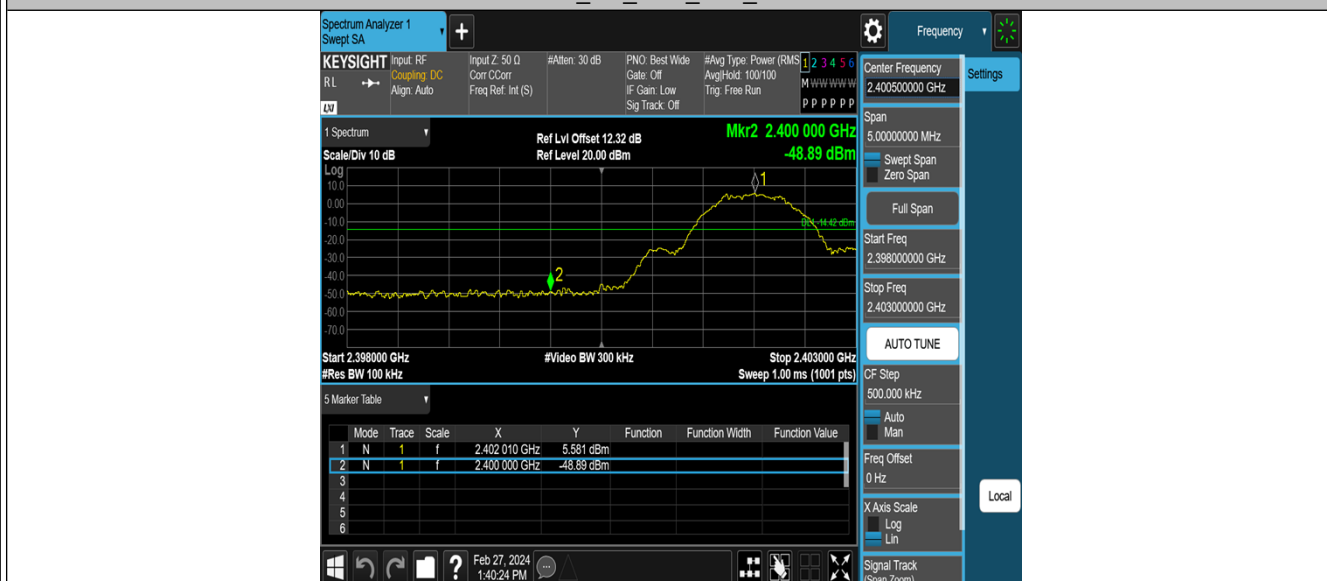 Spectrum Analyzer 1
Swept SA
+
Frequency
KEYSIGHT
RL
LXI
Input: RF
Coupling: DC
Align: Auto
Input Z: 50 Ω
Corr CCorr
Freq Ref: Int (S)
#Atten: 30 dB
PNO: Best Wide
Gate: Off
IF Gain: Low
Sig Track: Off
#Avg Type: Power (RMS
Avg|Hold: 100/100
Trig: Free Run
1 2 3 4 5 6
M W W W W W
P P P P P P
1 Spectrum
Scale/Div 10 dB
Log
Ref Lvl Offset 12.32 dB
Ref Level 20.00 dBm
Mkr2 2.400 000 GHz
-48.89 dBm
10.0
0.00
-10.0
-20.0
-30.0
-40.0
-50.0
-60.0
-70.0
1
2
DL1 -14.42 dBm
Start 2.398000 GHz
#Res BW 100 kHz
#Video BW 300 kHz
Stop 2.403000 GHz
Sweep 1.00 ms (1001 pts)
5 Marker Table
Mode Trace Scale X Y Function Function Width Function Value
1 N 1 f 2.402 010 GHz 5.581 dBm
2 N 1 f 2.400 000 GHz -48.89 dBm
3
4
5
6
Feb 27, 2024
1:40:24 PM
Center Frequency
2.400500000 GHz
Span
5.00000000 MHz
Swept Span
Zero Span
Full Span
Start Freq
2.398000000 GHz
Stop Freq
2.403000000 GHz
AUTO TUNE
CF Step
500.000 kHz
Auto
Man
Freq Offset
0 Hz
X Axis Scale
Log
Lin
Signal Track
(Span Zoom)
Settings
Local